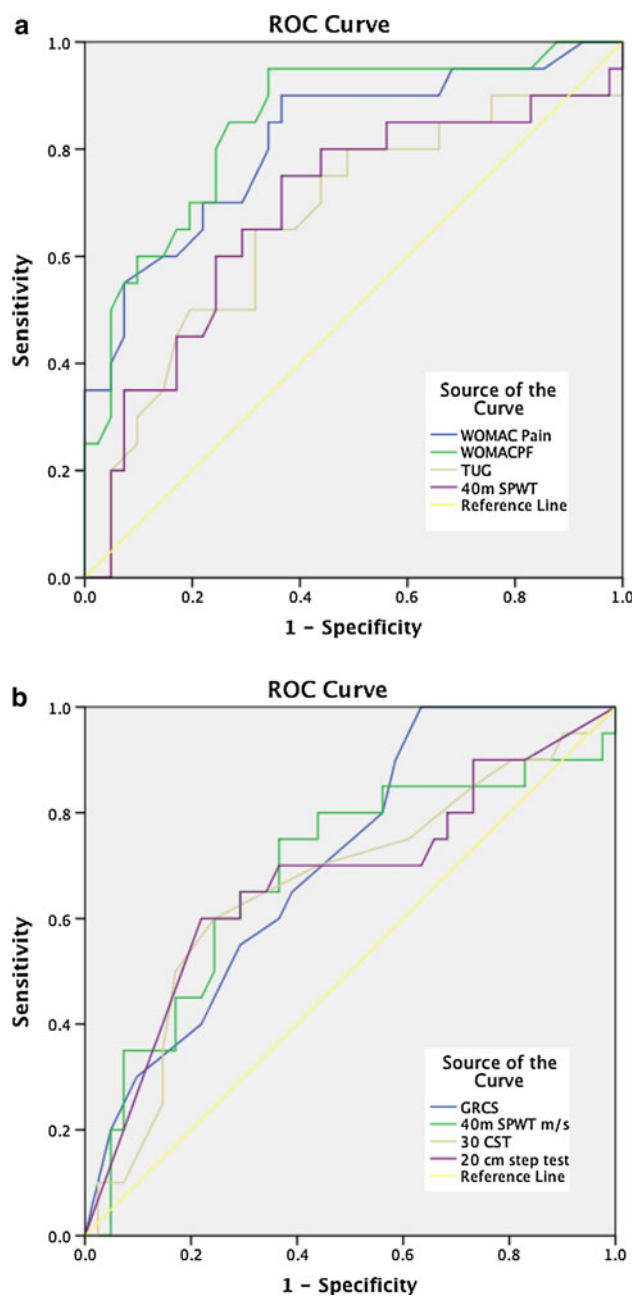 a
ROC Curve
1.0
0.8
0.6
0.4
0.2
0.0
Sensitivity
0.0
0.2
0.4
0.6
0.8
1.0
1 - Specificity
Source of the
Curve
WOMAC Pain
WOMACPF
TUG
40m SPWT
Reference Line
b
ROC Curve
1.0
0.8
0.6
0.4
0.2
0.0
Sensitivity
0.0
0.2
0.4
0.6
0.8
1.0
1 - Specificity
Source of the
Curve
GRCS
40m SPWT m/s
30 CST
20 cm step test
Reference Line